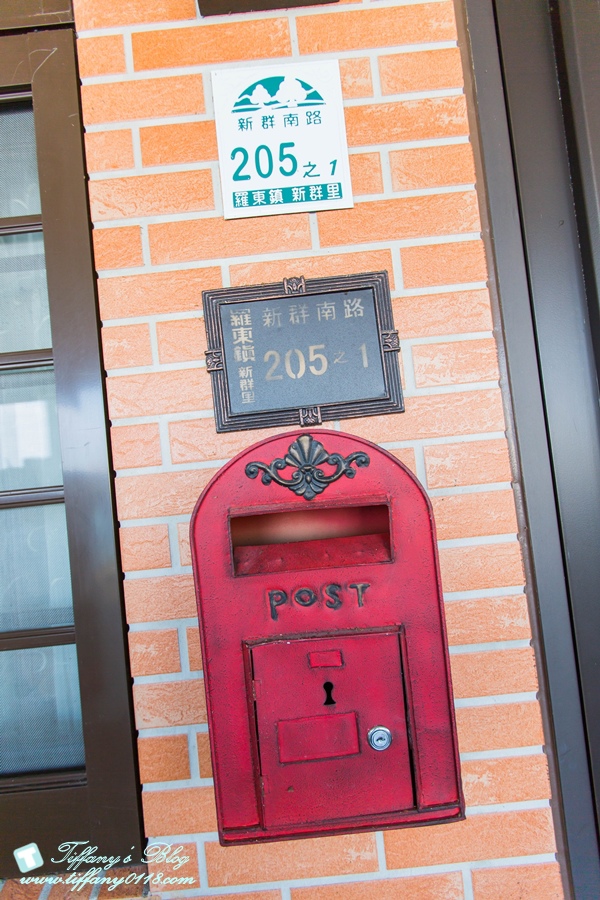 新群南路
205之1
羅東鎮 新群里
羅東鎮 新群里
新群南路
205之1
POST
Tiffany's Blog
www.tiffany0118.com